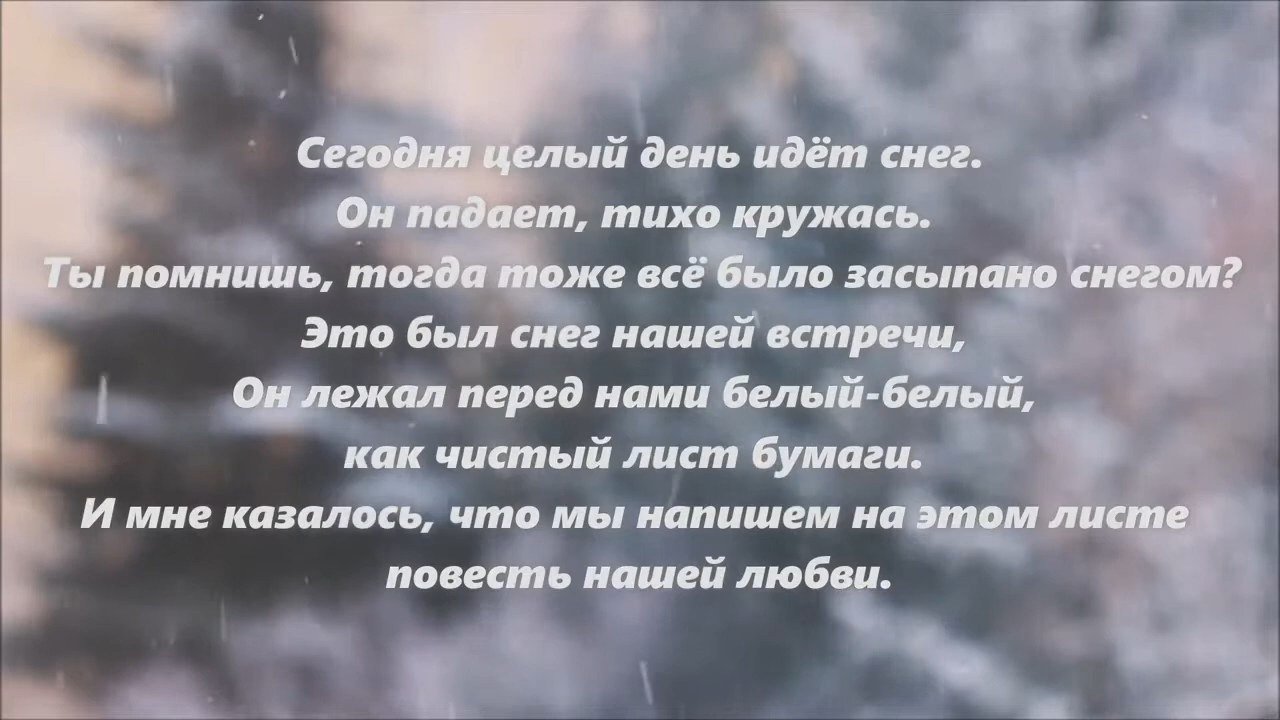 Сегодня целый день идёт снег.
Он падает, тихо кружась.
Ты помнишь, тогда тоже всё было засыпано снегом?
Это был снег нашей встречи,
Он лежал перед нами белый-белый,
как чистый лист бумаги.
И мне казалось, что мы напишем на этом листе
повесть нашей любви.